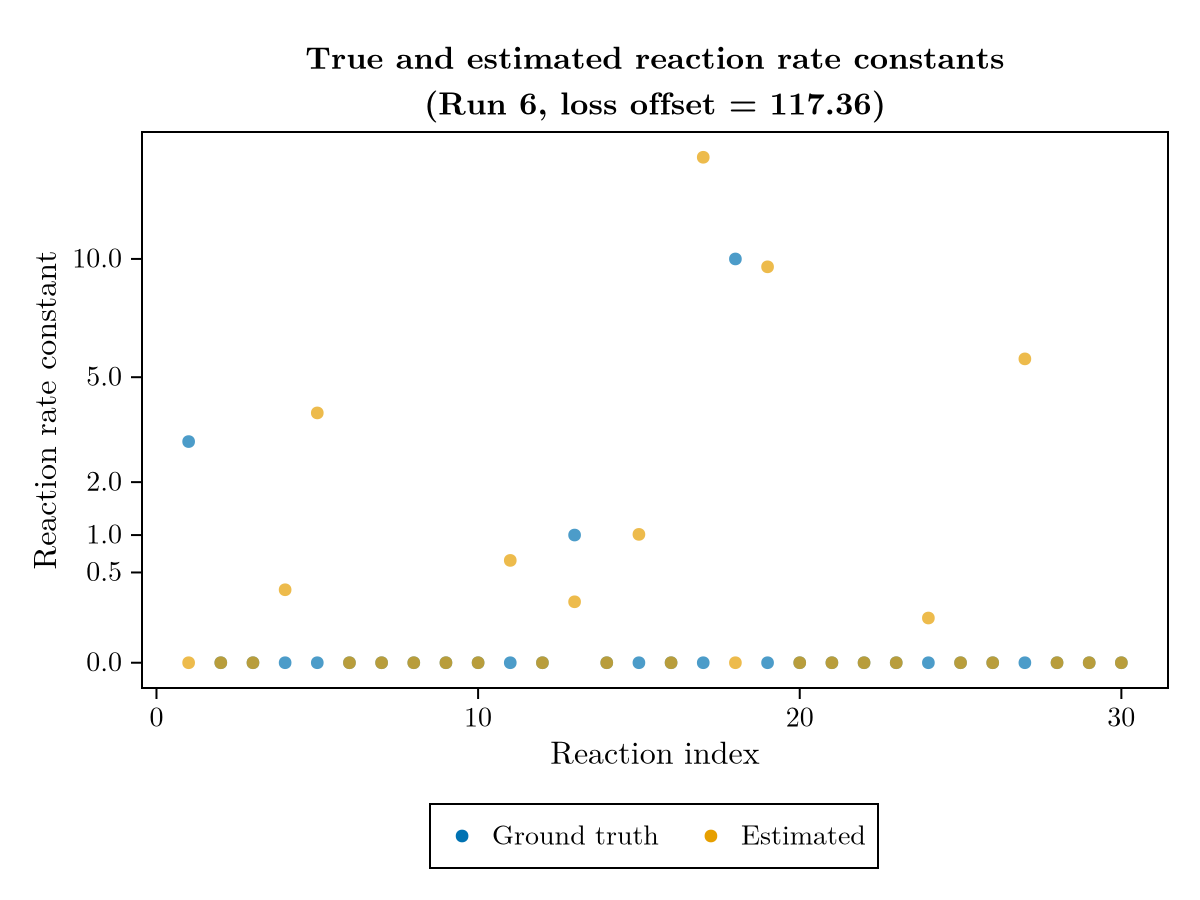 True and estimated reaction rate constants
(Run 6, loss offset = 117.36)
Reaction rate constant
10.0
5.0
2.0
1.0
0.5
0.0
0 10 20 30
Reaction index
Ground truth Estimated